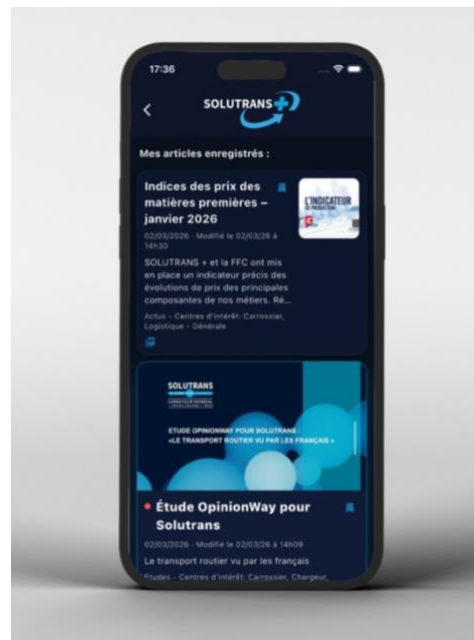 17:36
SOLUTRANS+
Mes articles enregistrés :
Indices des prix des
matières premières –
janvier 2026
02/03/2026 - Modifié le 02/03/26 à
14h30
SOLUTRANS + et la FFC ont mis
en place un indicateur précis des
évolutions de prix des principales
composantes de nos métiers. Ré...
Actus - Centres d'intérêt: Carrossier,
Logistique - Générale
L'INDICATEUR
DE PRODUCTION
SOLUTRANS
ETUDE OPINIONWAY POUR SOLUTRANS :
«LE TRANSPORT ROUTIER VU PAR LES FRANÇAIS »
Étude OpinionWay pour
Solutrans
02/03/2026 - Modifié le 02/03/26 à 14h09
Le transport routier vu par les français
Études - Centres d'intérêt: Carrossier, Chargeur,